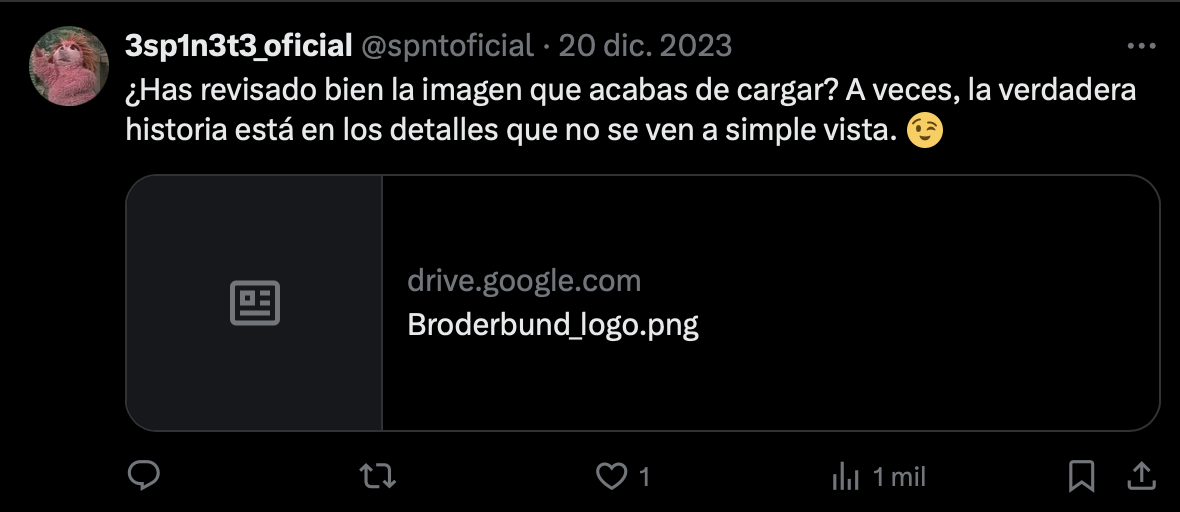 3sp1n3t3_oficial @spntoficial · 20 dic. 2023
¿Has revisado bien la imagen que acabas de cargar? A veces, la verdadera
historia está en los detalles que no se ven a simple vista. 😉
drive.google.com
Broderbund_logo.png
1
1 mil